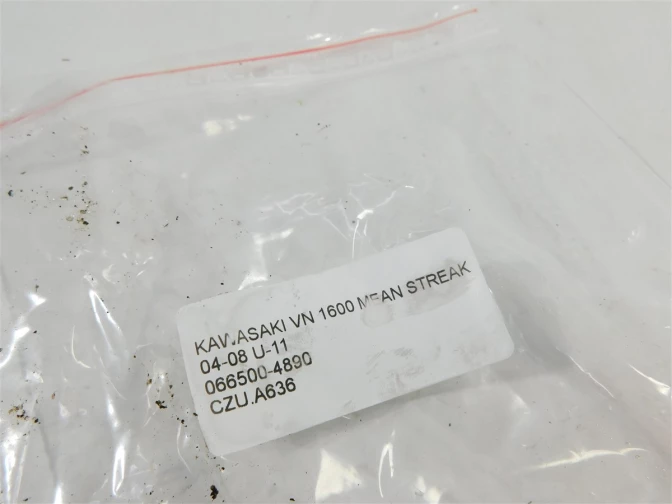 KAWASAKI VN 1600 MEAN STREAK
04-08 U-11
066500-4890
CZU.A636